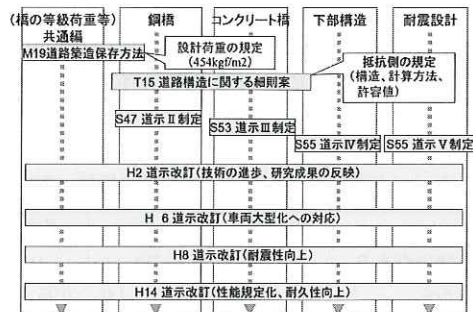 (橋の等級荷重等)
共通編
鋼橋
コンクリート橋
下部構造
耐震設計
M19道路築造保存方法
設計荷重の規定
(454kgf/m2)
抵抗側の規定
(構造、計算方法、
許容値)
T15 道路構造に関する細則案
S47 道示Ⅱ制定
S53 道示Ⅲ制定
S55 道示Ⅳ制定
S55 道示Ⅴ制定
H2 道示改訂(技術の進歩、研究成果の反映)
H 6 道示改訂(車両大型化への対応)
H8 道示改訂(耐震性向上)
H14 道示改訂(性能規定化、耐久性向上)